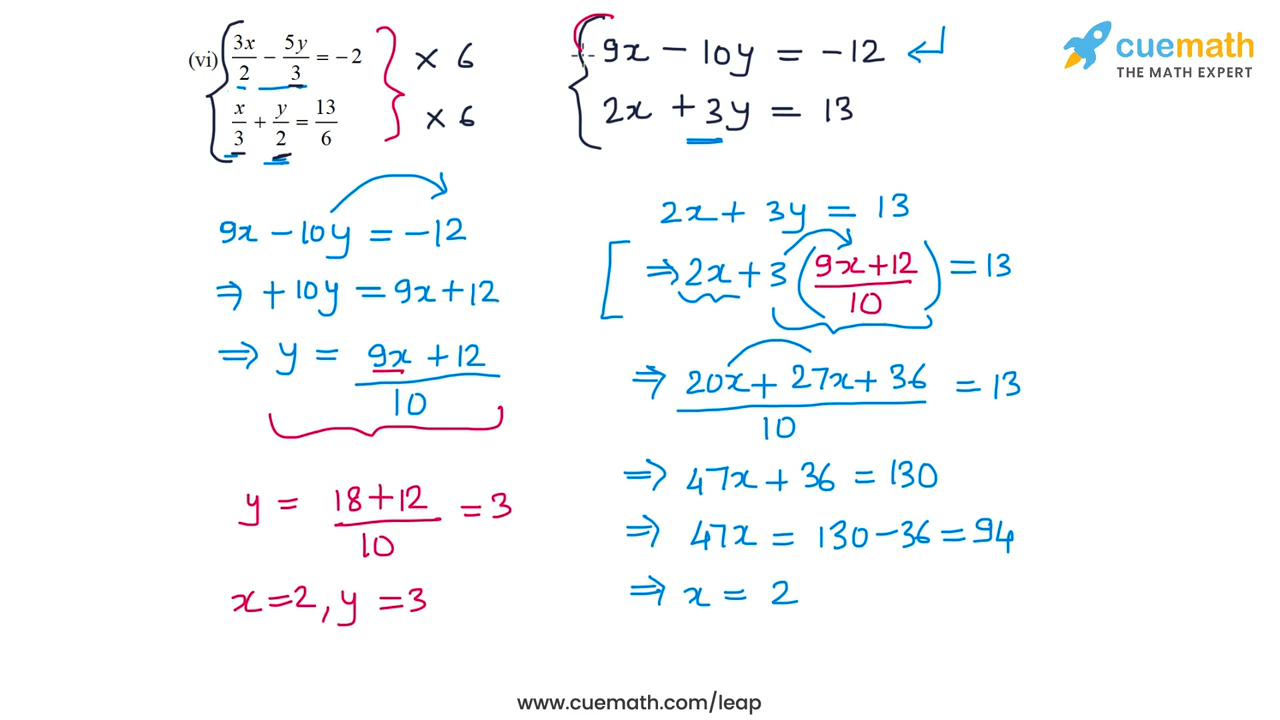 (vi) 3x/2 − 5y/3 = −2 } × 6
x/3 + y/2 = 13/6 × 6
9x − 10y = −12
2x + 3y = 13
cuemath
THE MATH EXPERT
9x − 10y = −12
⇒ +10y = 9x + 12
⇒ y = (9x + 12)/10
y = (18 + 12)/10 = 3
x = 2, y = 3
2x + 3y = 13
⇒ 2x + 3((9x + 12)/10) = 13
⇒ (20x + 27x + 36)/10 = 13
⇒ 47x + 36 = 130
⇒ 47x = 130 − 36 = 94
⇒ x = 2
www.cuemath.com/leap